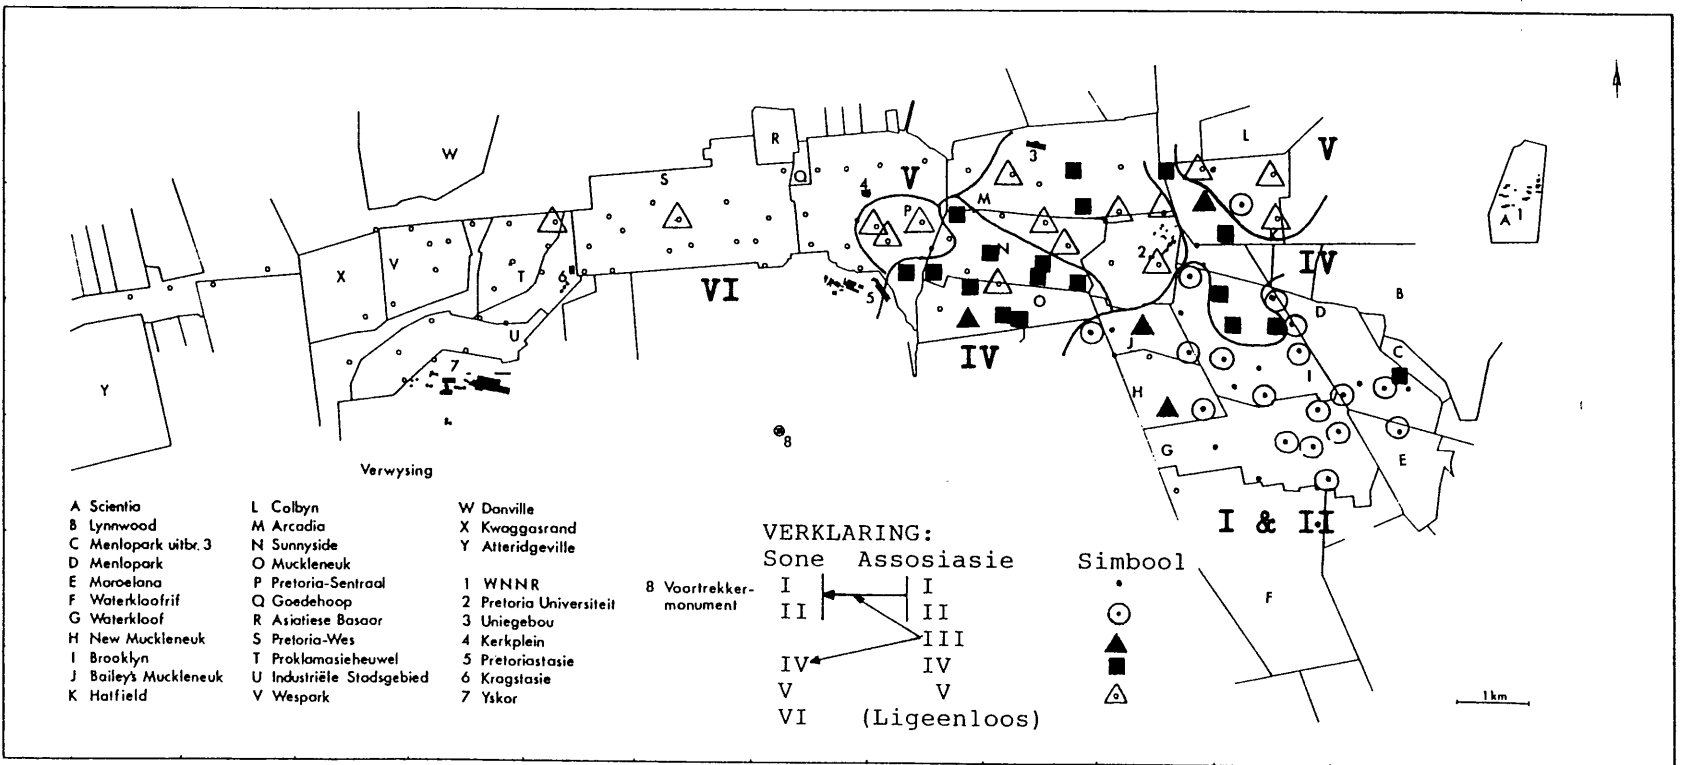 R
L
V
W
3
S
Q
V
4
A 1
P
M
K
N
2
X
V
T
6
IV
VI
5
O
B
D
U
IV
J
C
7
I
Y
H
8
G
E
Verwysing
I & II
F
A Scientia
B Lynnwood
C Menlopark uitbr. 3
D Menlopark
E Moroelana
F Waterkloofrif
G Waterkloof
H New Muckleneuk
I Brooklyn
J Bailey's Muckleneuk
K Hatfield
L Colbyn
M Arcadia
N Sunnyside
O Muckleneuk
P Pretoria-Sentraal
Q Goedehoop
R Asiatiese Basaar
S Pretoria-Wes
T Proklamasieheuwel
U Industriële Stadsgebied
V Wespark
W Danville
X Kwaggasrand
Y Atteridgeville
1 WNNR
2 Pretoria Universiteit
3 Uniegebou
4 Kerkplein
5 Pretoriastasie
6 Kragstasie
7 Yskor
8 Voortrekker-
monument
VERKLARING:
Sone Assosiasie Simbool
I I
II II
III
IV IV
V V
VI (Ligeenloos)
1 km